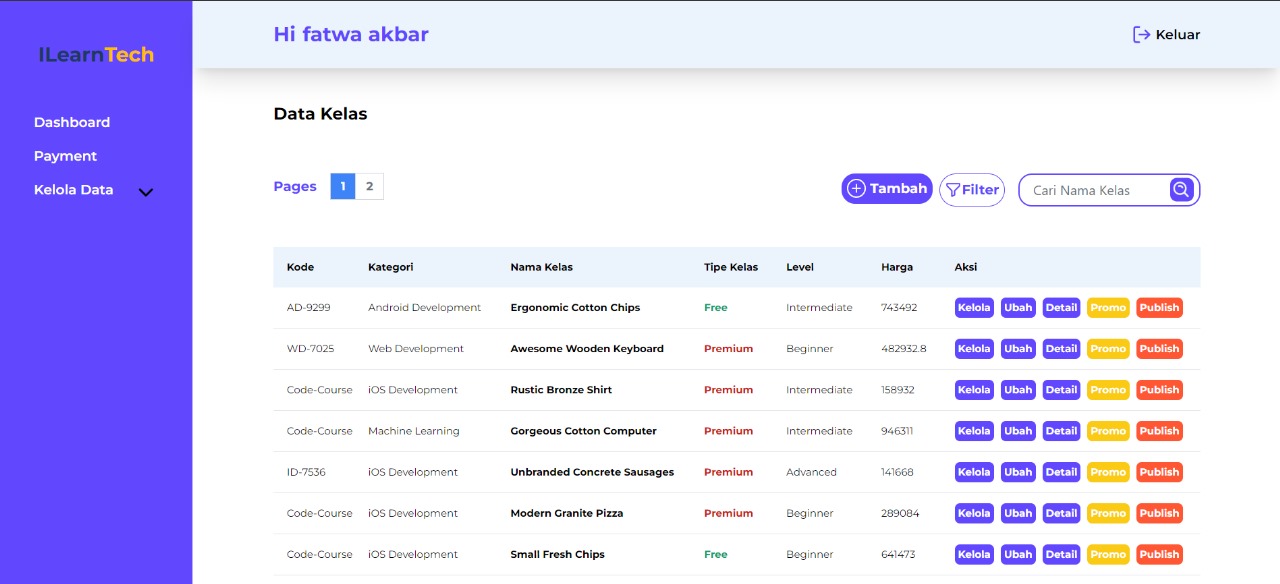 ILearnTech
Hi fatwa akbar
Keluar
Dashboard
Payment
Kelola Data
Data Kelas
Pages 1 2
Tambah Filter Cari Nama Kelas
Kode Kategori Nama Kelas Tipe Kelas Level Harga Aksi
AD-9299 Android Development Ergonomic Cotton Chips Free Intermediate 743492 Kelola Ubah Detail Promo Publish
WD-7025 Web Development Awesome Wooden Keyboard Premium Beginner 482932.8 Kelola Ubah Detail Promo Publish
Code-Course iOS Development Rustic Bronze Shirt Premium Intermediate 158932 Kelola Ubah Detail Promo Publish
Code-Course Machine Learning Gorgeous Cotton Computer Premium Intermediate 946311 Kelola Ubah Detail Promo Publish
ID-7536 iOS Development Unbranded Concrete Sausages Premium Advanced 141668 Kelola Ubah Detail Promo Publish
Code-Course iOS Development Modern Granite Pizza Premium Beginner 289084 Kelola Ubah Detail Promo Publish
Code-Course iOS Development Small Fresh Chips Free Beginner 641473 Kelola Ubah Detail Promo Publish